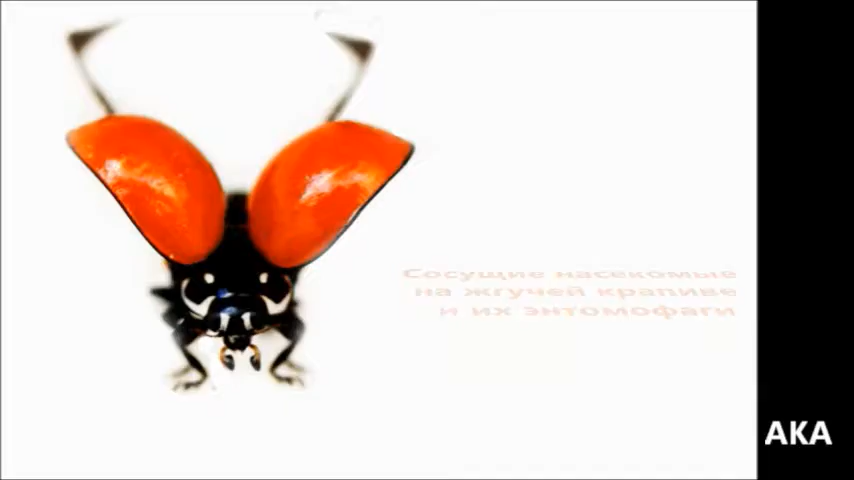 Сосущие насекомые
на жгучей крапиве
и их энтомофаги
АКА